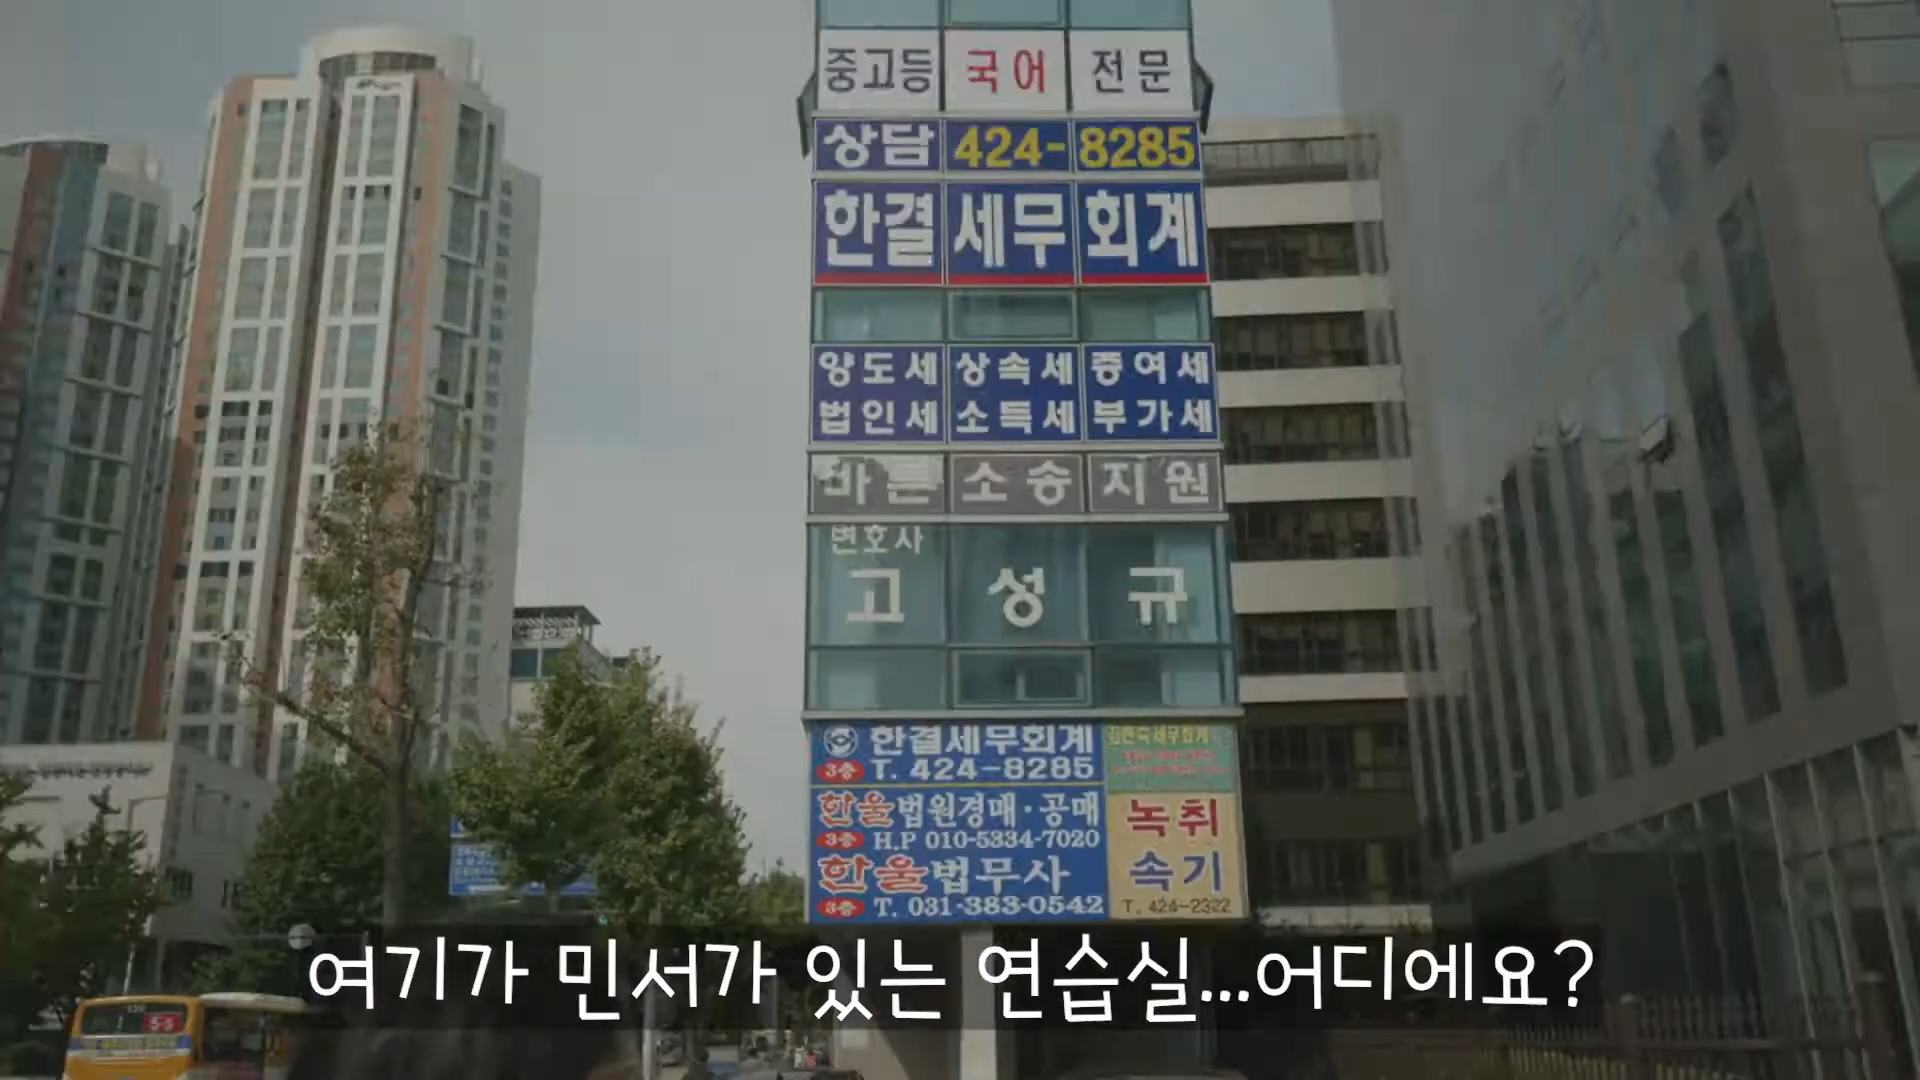 중고등 국어 전문
상담 424-8285
한결 세무 회계
양도세 상속세 증여세
법인세 소득세 부가세
바른 소송 지원
변호사
고 성 규
한결세무회계
3층 T. 424-8285
한울법원경매·공매
3층 H.P 010-5334-7020
한울법무사
3층 T. 031-383-0542
녹취
속기
T. 424-2322
여기가 민서가 있는 연습실...어디에요?
5-5